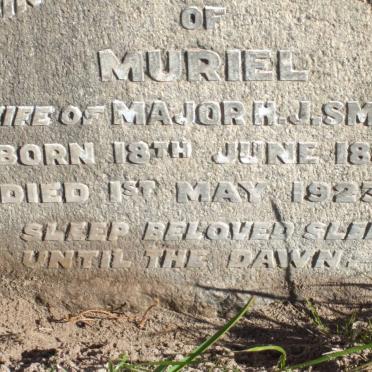 OF
MURIEL
WIFE OF MAJOR H.J.SM
BORN 18TH JUNE 18
DIED 1ST MAY 1923
SLEEP BELOVED SLEE
UNTIL THE DAWN.